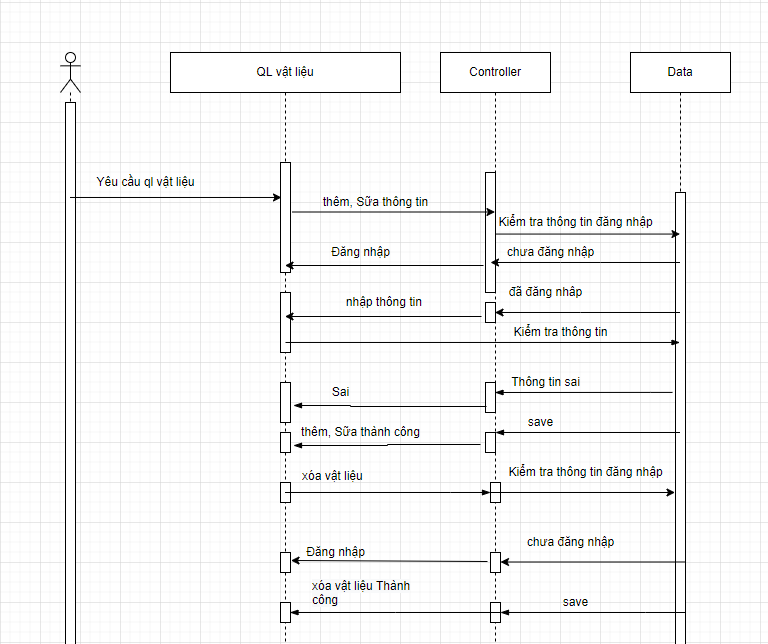 QL vật liệu
Controller
Data
Yêu cầu ql vật liệu
thêm, Sữa thông tin
Kiểm tra thông tin đăng nhập
Đăng nhập
chưa đăng nhập
đã đăng nhâp
nhập thông tin
Kiểm tra thông tin
Thông tin sai
Sai
save
thêm, Sữa thành công
Kiểm tra thông tin đăng nhập
xóa vật liệu
chưa đăng nhập
Đăng nhập
xóa vật liệu Thành
công
save